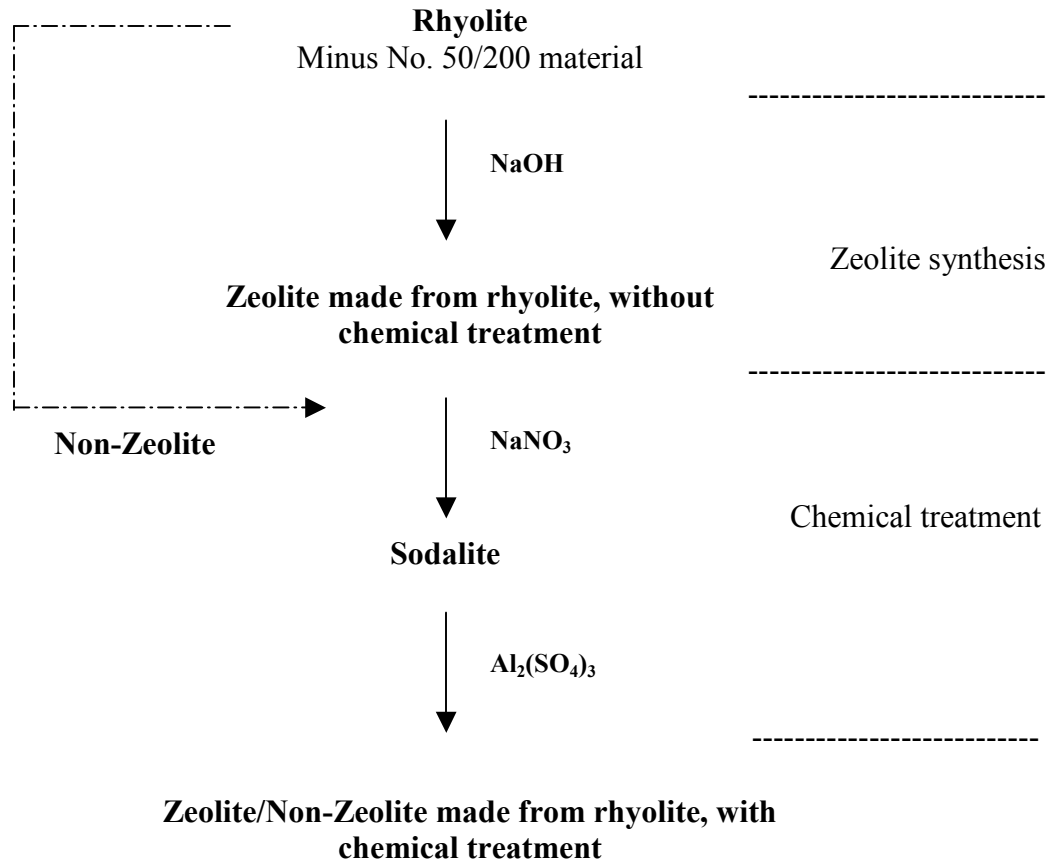 Rhyolite
Minus No. 50/200 material
NaOH
Zeolite synthesis
Zeolite made from rhyolite, without
chemical treatment
Non-Zeolite
NaNO₃
Chemical treatment
Sodalite
Al₂(SO₄)₃
Zeolite/Non-Zeolite made from rhyolite, with
chemical treatment